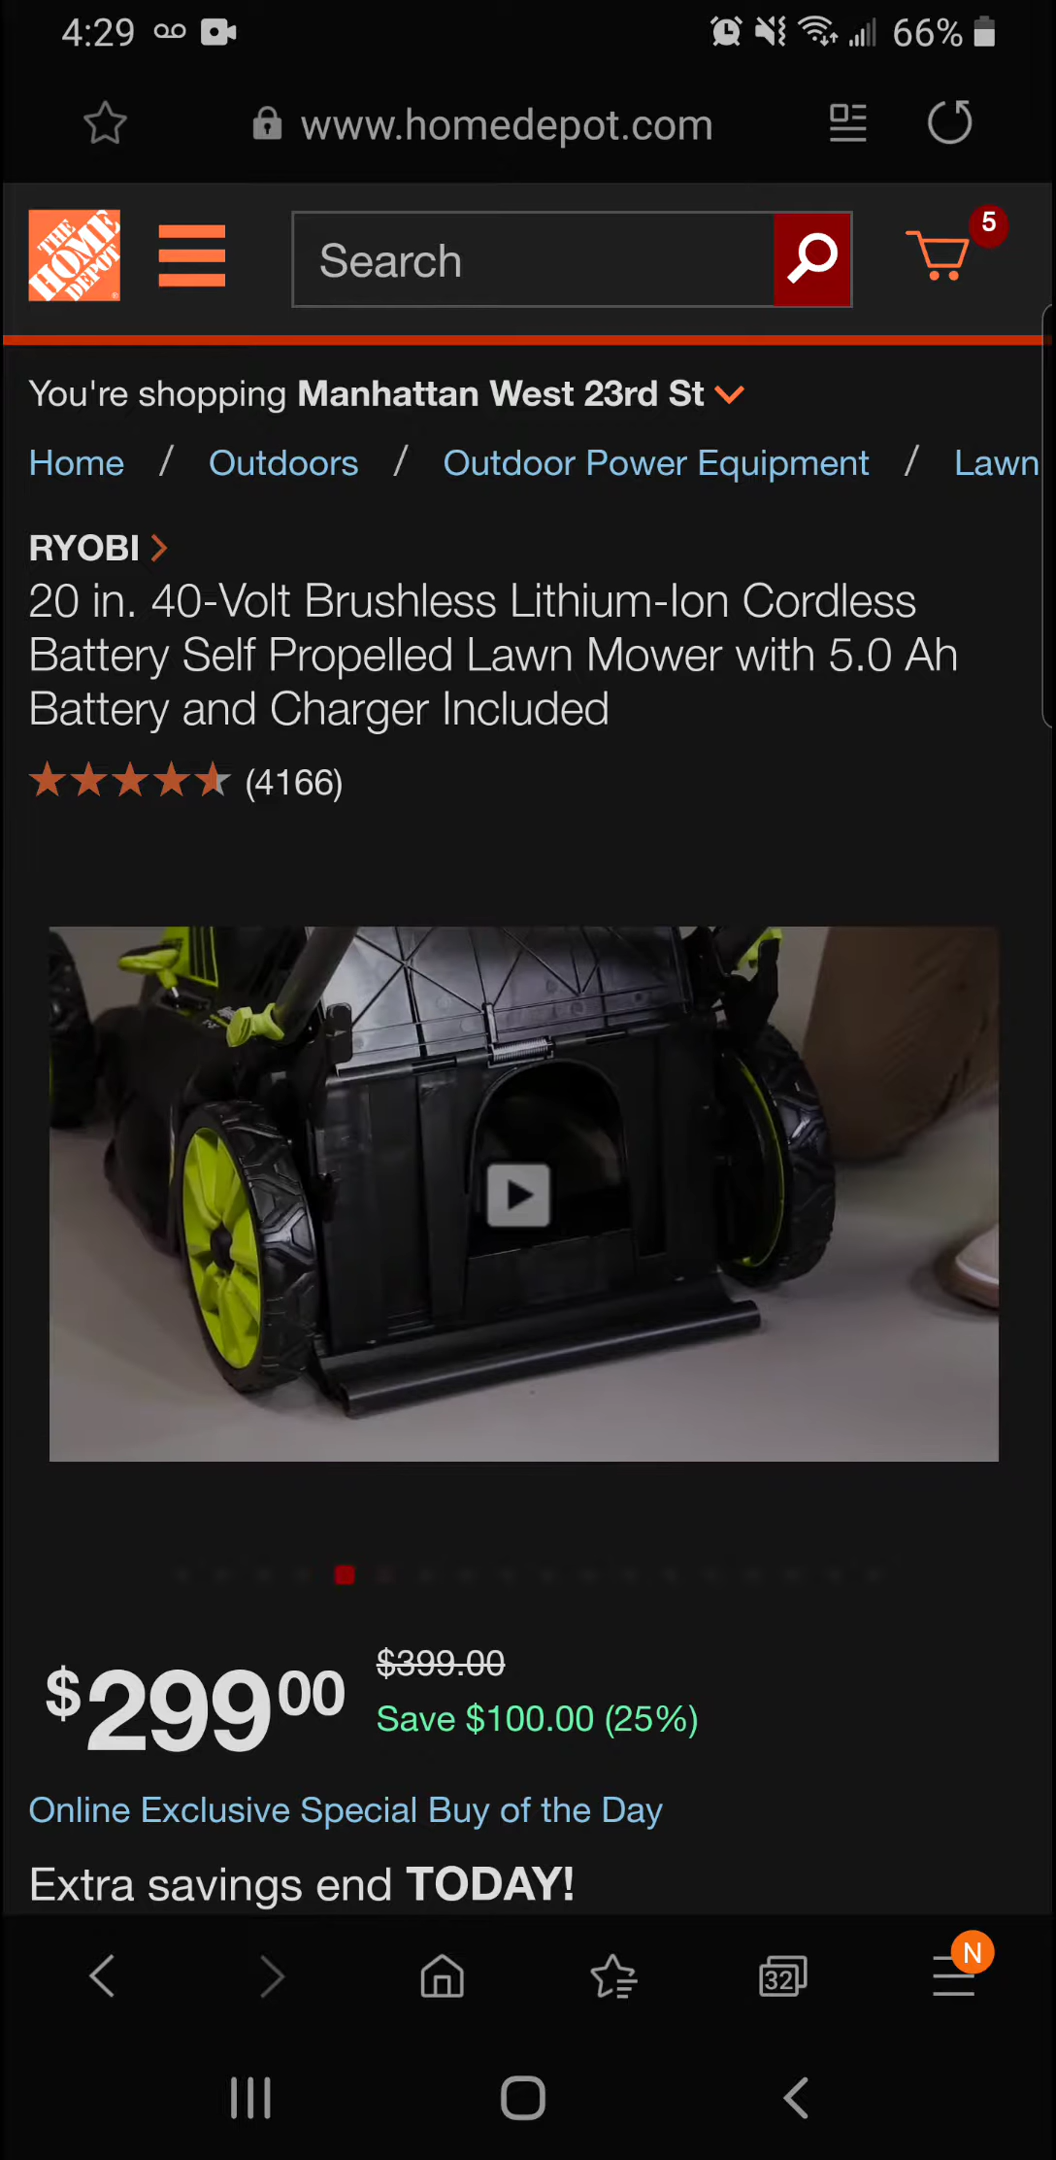 4:29 66%
www.homedepot.com
THE HOME DEPOT
Search
5
You're shopping Manhattan West 23rd St
Home / Outdoors / Outdoor Power Equipment / Lawn
RYOBI
20 in. 40-Volt Brushless Lithium-Ion Cordless
Battery Self Propelled Lawn Mower with 5.0 Ah
Battery and Charger Included
(4166)
$299 00
$399.00
Save $100.00 (25%)
Online Exclusive Special Buy of the Day
Extra savings end TODAY!
32
N